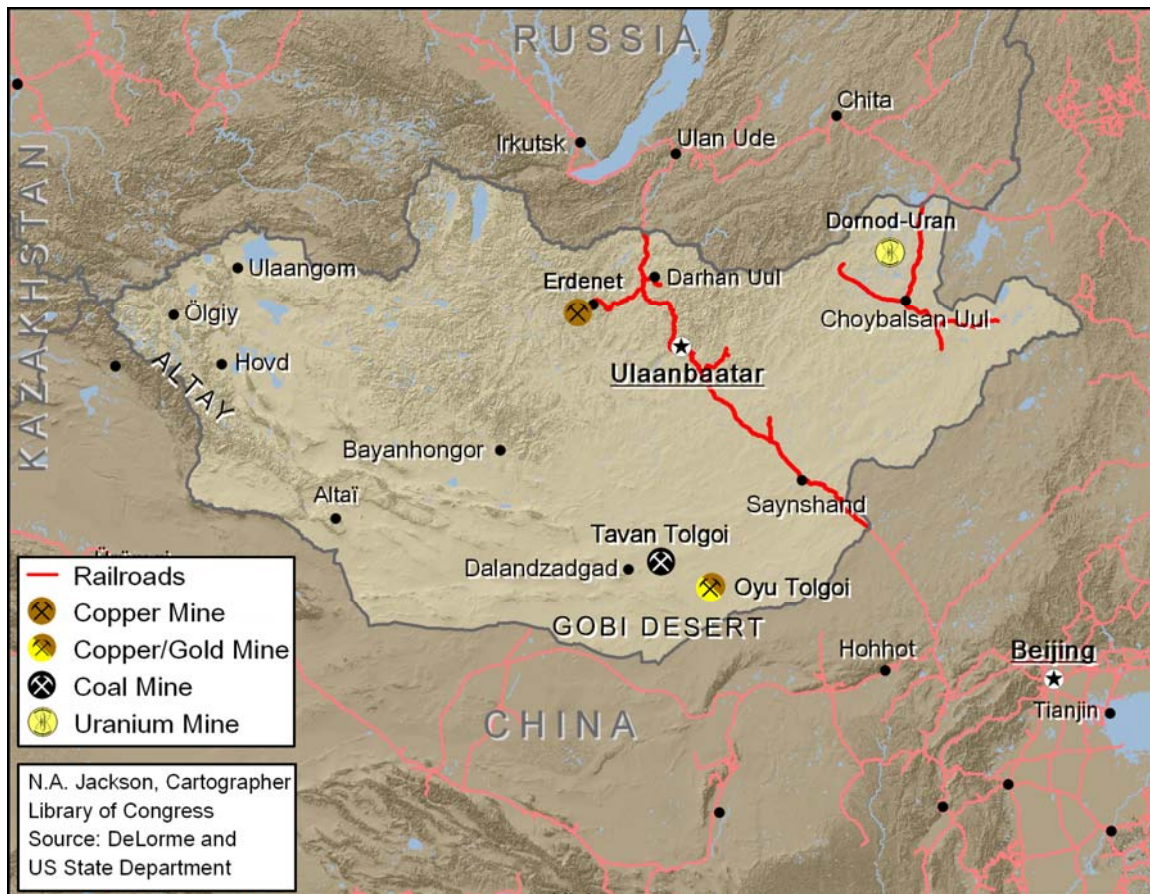 RUSSIA
Chita
Irkutsk
Ulan Ude
KAZAKHSTAN
Dornod-Uran
Ulaangom
Erdenet
Darhan Uul
Ölgiy
Choybalsan Uul
Hovd
ALTAY
Ulaanbaatar
Bayanhongor
Altaï
Saynshand
Tavan Tolgoi
Dalandzadgad
Oyu Tolgoi
GOBI DESERT
Hohhot
Beijing
CHINA
Tianjin
Railroads
Copper Mine
Copper/Gold Mine
Coal Mine
Uranium Mine
N.A. Jackson, Cartographer
Library of Congress
Source: DeLorme and
US State Department